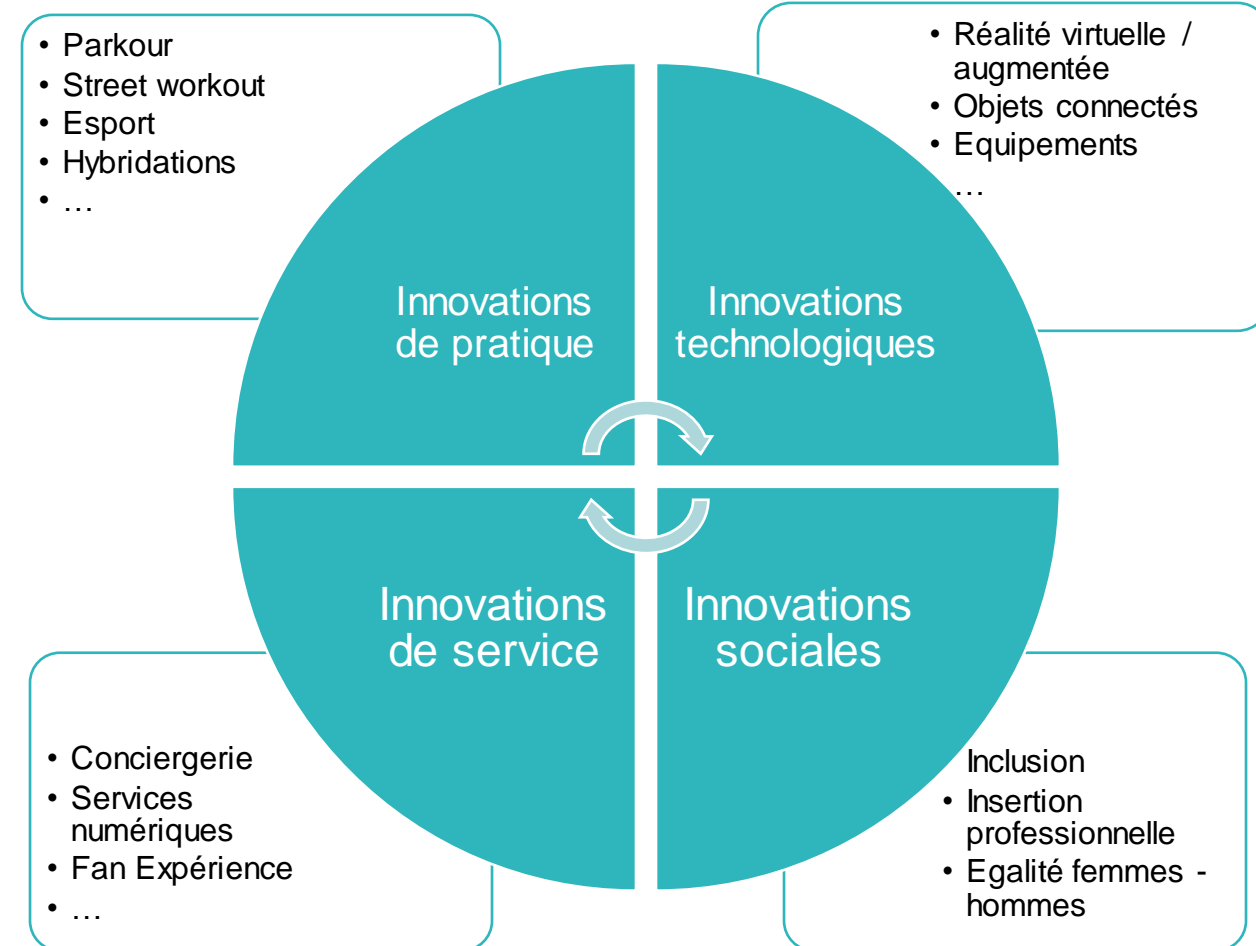 • Parkour
• Street workout
• Esport
• Hybridations
• …
• Réalité virtuelle /
augmentée
• Objets connectés
• Equipements
…
Innovations
de pratique
Innovations
technologiques
Innovations
de service
Innovations
sociales
• Conciergerie
• Services
numériques
• Fan Expérience
• …
Inclusion
• Insertion
professionnelle
• Egalité femmes -
hommes